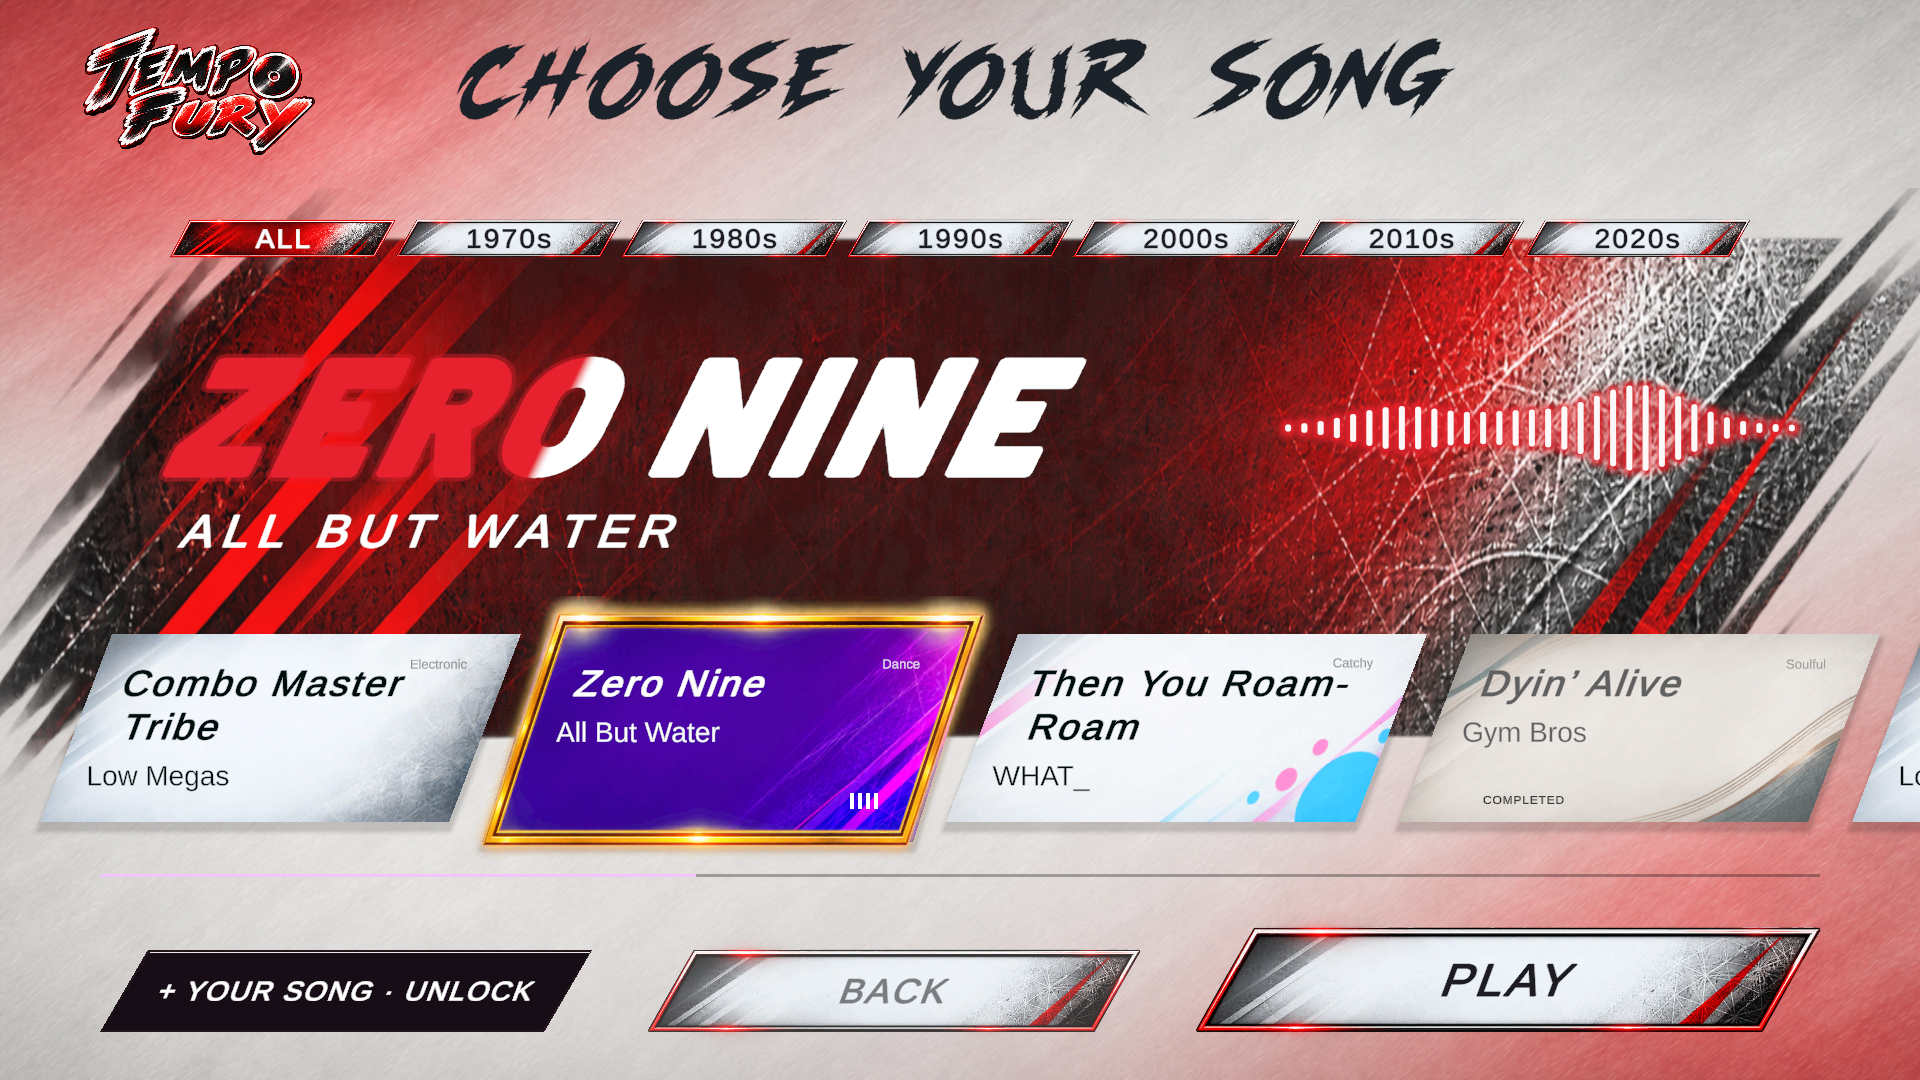 TEMPO
FURY
CHOOSE YOUR SONG
ALL
1970s
1980s
1990s
2000s
2010s
2020s
ZERO NINE
ALL BUT WATER
Combo Master
Tribe
Electronic
Low Megas
Zero Nine
Dance
All But Water
Then You Roam-
Roam
Catchy
WHAT_
Dyin’ Alive
Soulful
Gym Bros
COMPLETED
+ YOUR SONG · UNLOCK
BACK
PLAY